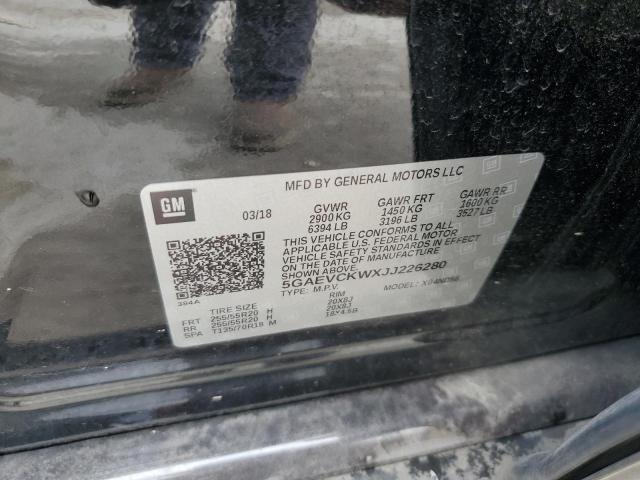 MFD BY GENERAL MOTORS LLC
GM
03/18
GVWR GAWR FRT GAWR RR
2900 KG 1450 KG 1600 KG
6394 LB 3196 LB 3527 LB
THIS VEHICLE CONFORMS TO ALL
APPLICABLE U.S. FEDERAL MOTOR
VEHICLE SAFETY STANDARDS IN EFFECT
ON THE DATE OF MANUFACTURE
SHOWN ABOVE.
5GAEVCKWXJJ226280
TYPE: M.P.V. MODEL:
394A
TIRE SIZE RIM
FRT 255/55R20 H 20X8J
RR 255/55R20 H 20X8J
SPA T135/70R18 M 18X4.5B